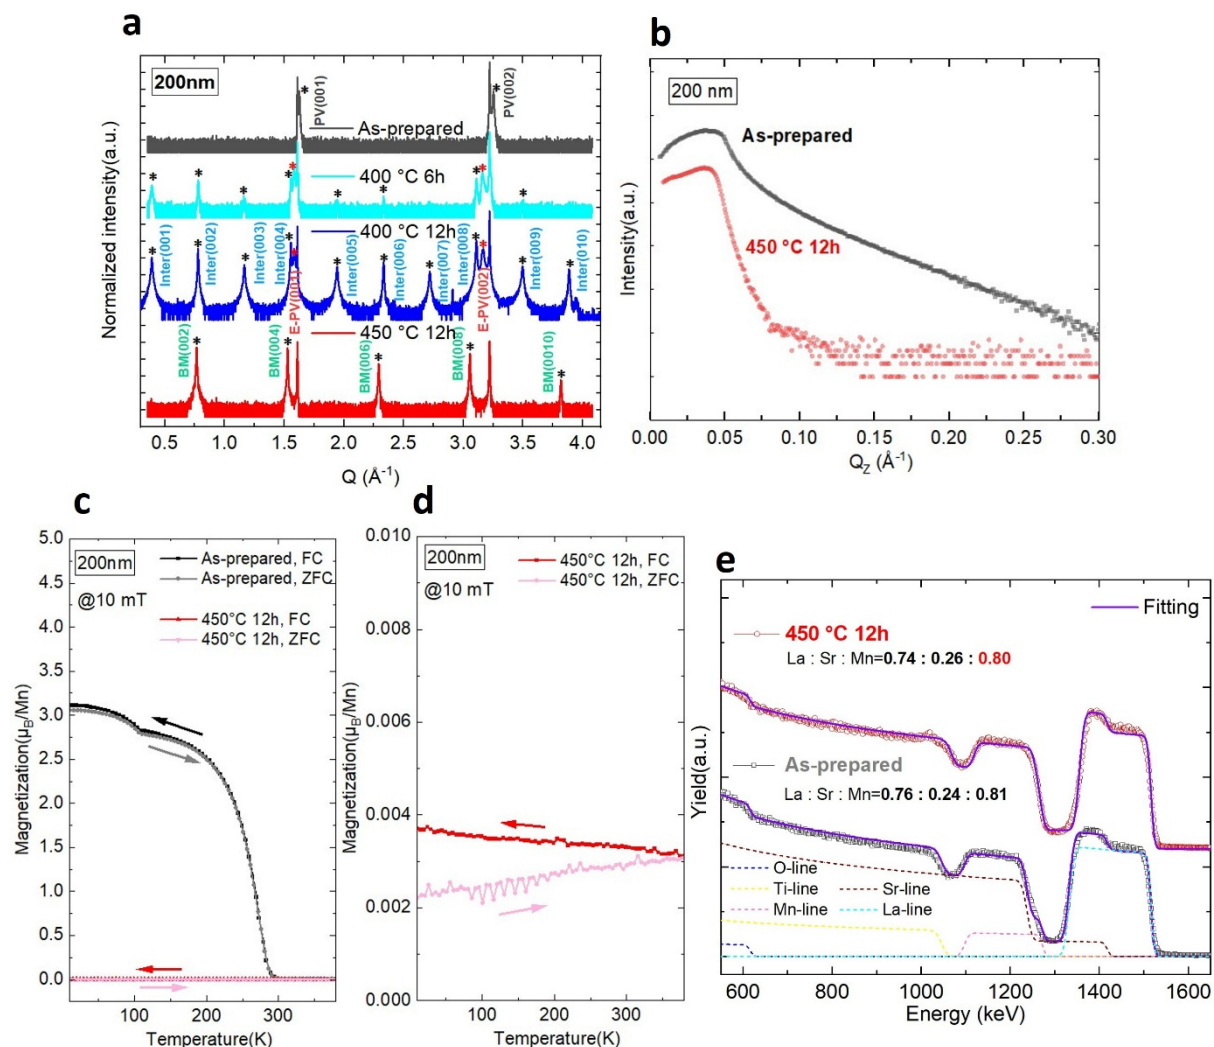 a
200nm
*
PV(001)
PV(002)
*
As-prepared
* * * * * 400 °C 6h * * * * *
Inter(001) * Inter(002) * Inter(003) * Inter(004) * * 400 °C 12h
Inter(005) * Inter(006) * Inter(007) * Inter(008) * * Inter(009) * Inter(010) *
E-PV(001)
E-PV(002)
450 °C 12h
BM(002) * BM(004) * BM(006) * BM(008) * BM(0010) *
Normalized intensity(a.u.)
0.5 1.0 1.5 2.0 2.5 3.0 3.5 4.0
Q (Å⁻¹)
b
200 nm
As-prepared
450 °C 12h
Intensity(a.u.)
0.00 0.05 0.10 0.15 0.20 0.25 0.30
Q_Z (Å⁻¹)
c
200nm
@10 mT
As-prepared, FC
As-prepared, ZFC
450°C 12h, FC
450°C 12h, ZFC
Magnetization(μ_B/Mn)
5.0
4.5
4.0
3.5
3.0
2.5
2.0
1.5
1.0
0.5
0.0
100 200 300
Temperature(K)
d
200nm
@10 mT
450°C 12h, FC
450°C 12h, ZFC
Magnetization(μ_B/Mn)
0.010
0.008
0.006
0.004
0.002
0.000
100 200 300
Temperature(K)
e
Fitting
450 °C 12h
La : Sr : Mn=0.74 : 0.26 : 0.80
As-prepared
La : Sr : Mn=0.76 : 0.24 : 0.81
O-line
Ti-line
Mn-line
Sr-line
La-line
Yield(a.u.)
600 800 1000 1200 1400 1600
Energy (keV)